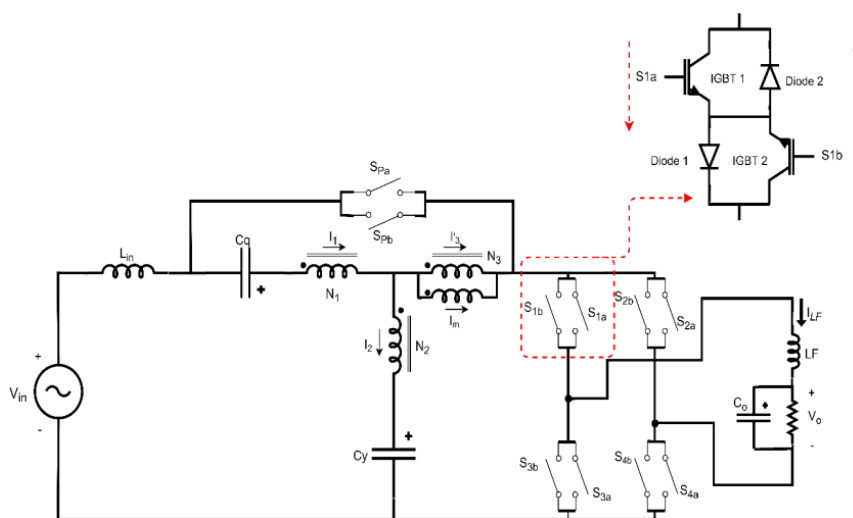 S1a
IGBT 1
Diode 2
Diode 1
IGBT 2
S1b
SPa
SPb
Lin
Cq
+
I1
N1
I'3
N3
Im
I2
N2
S1b
S1a
S2b
S2a
ILF
LF
+
Vin
-
Co
+
+
Vo
-
Cy
+
S3b
S3a
S4b
S4a